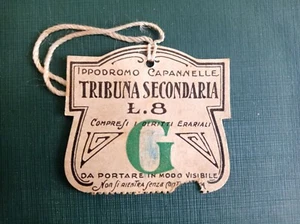 IPPODROMO CAPANNELLE
TRIBUNA SECONDARIA
L.8
COMPRESI I DIRITTI ERARIALI
G
DA PORTARE IN MODO VISIBILE
Non si rientra senza